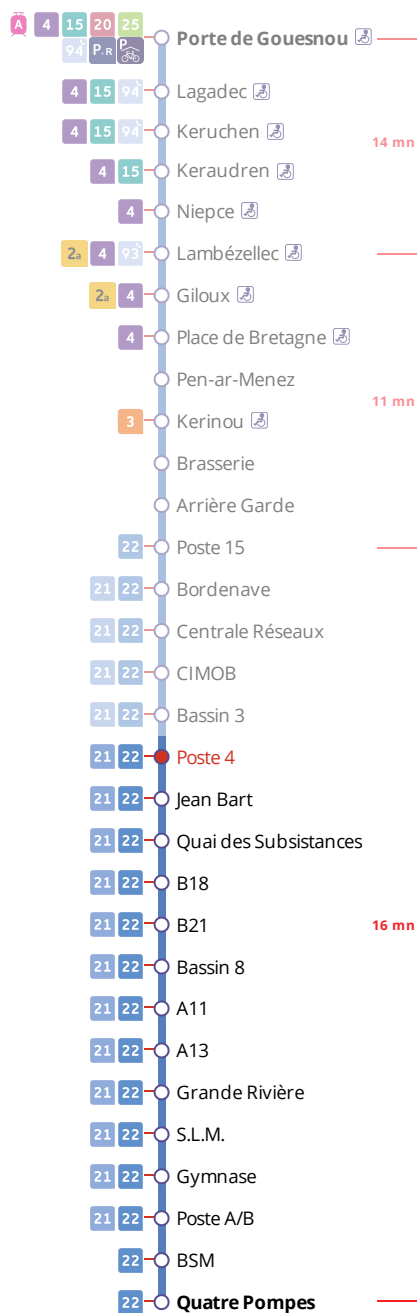 A 4 15 20 25
94 P+R P
Porte de Gouesnou
4 15 94 Lagadec
4 15 94 Keruchen
14 mn
4 15 Keraudren
4 Niepce
2a 4 93 Lambézellec
2a 4 Giloux
4 Place de Bretagne
Pen-ar-Menez
11 mn
3 Kerinou
Brasserie
Arrière Garde
22 Poste 15
21 22 Bordenave
21 22 Centrale Réseaux
21 22 CIMOB
21 22 Bassin 3
21 22 Poste 4
21 22 Jean Bart
21 22 Quai des Subsistances
21 22 B18
21 22 B21
16 mn
21 22 Bassin 8
21 22 A11
21 22 A13
21 22 Grande Rivière
21 22 S.L.M.
21 22 Gymnase
21 22 Poste A/B
22 BSM
22 Quatre Pompes